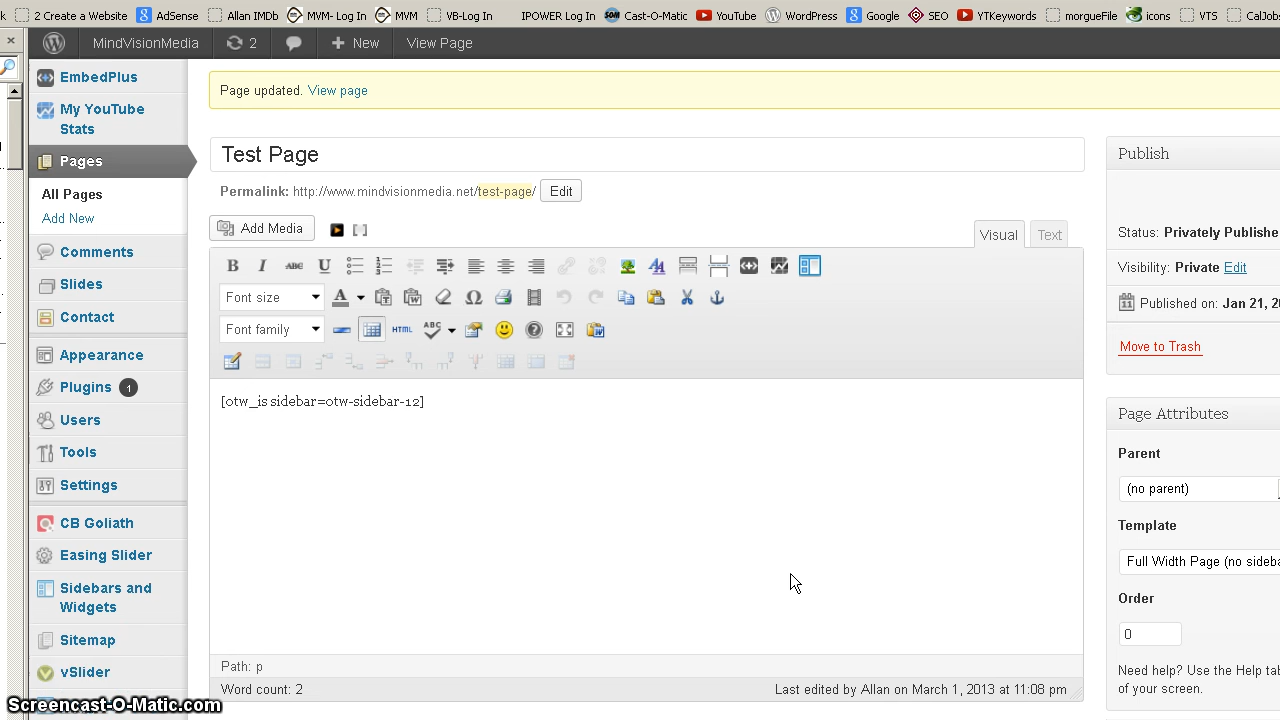 2 Create a Website AdSense Allan Job MVM- Log In MVM VB-Log In IPOWER Log In Cast-O-Matic YouTube WordPress Google SEO YTKeywords morgueFile icons VTS CalJob
MindVisionMedia 2 New View Page
EmbedPlus
My YouTube
Stats
Pages
All Pages
Add New
Comments
Slides
Contact
Appearance
Plugins 1
Users
Tools
Settings
CB Goliath
Easing Slider
Sidebars and
Widgets
Sitemap
vSlider
Page updated. View page
Test Page
Permalink: http://www.mindvisionmedia.net/test-page/ Edit
Add Media
Visual Text
B I ABC U
Font size A
Font family HTML ABC
[otw_is sidebar=otw-sidebar-12]
Path: p
Word count: 2 Last edited by Allan on March 1, 2013 at 11:08 pm
Publish
Status: Privately Publishe
Visibility: Private Edit
Published on: Jan 21, 2
Move to Trash
Page Attributes
Parent
(no parent)
Template
Full Width Page (no sideba
Order
0
Need help? Use the Help tab
of your screen.
Screencast-O-Matic.com